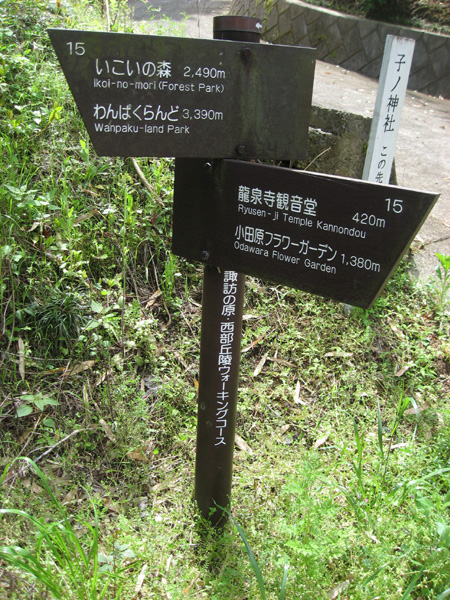 15
いこいの森 2,490m
Ikoi-no-mori(Forest Park)
わんぱくらんど 3,390m
Wanpaku-land Park
15
龍泉寺観音堂 420m
Ryusen-ji Temple Kannondou
小田原フラワーガーデン 1,380m
Odawara Flower Garden
諏訪の原・西部丘陵ウォーキングコース
子ノ神社 この先